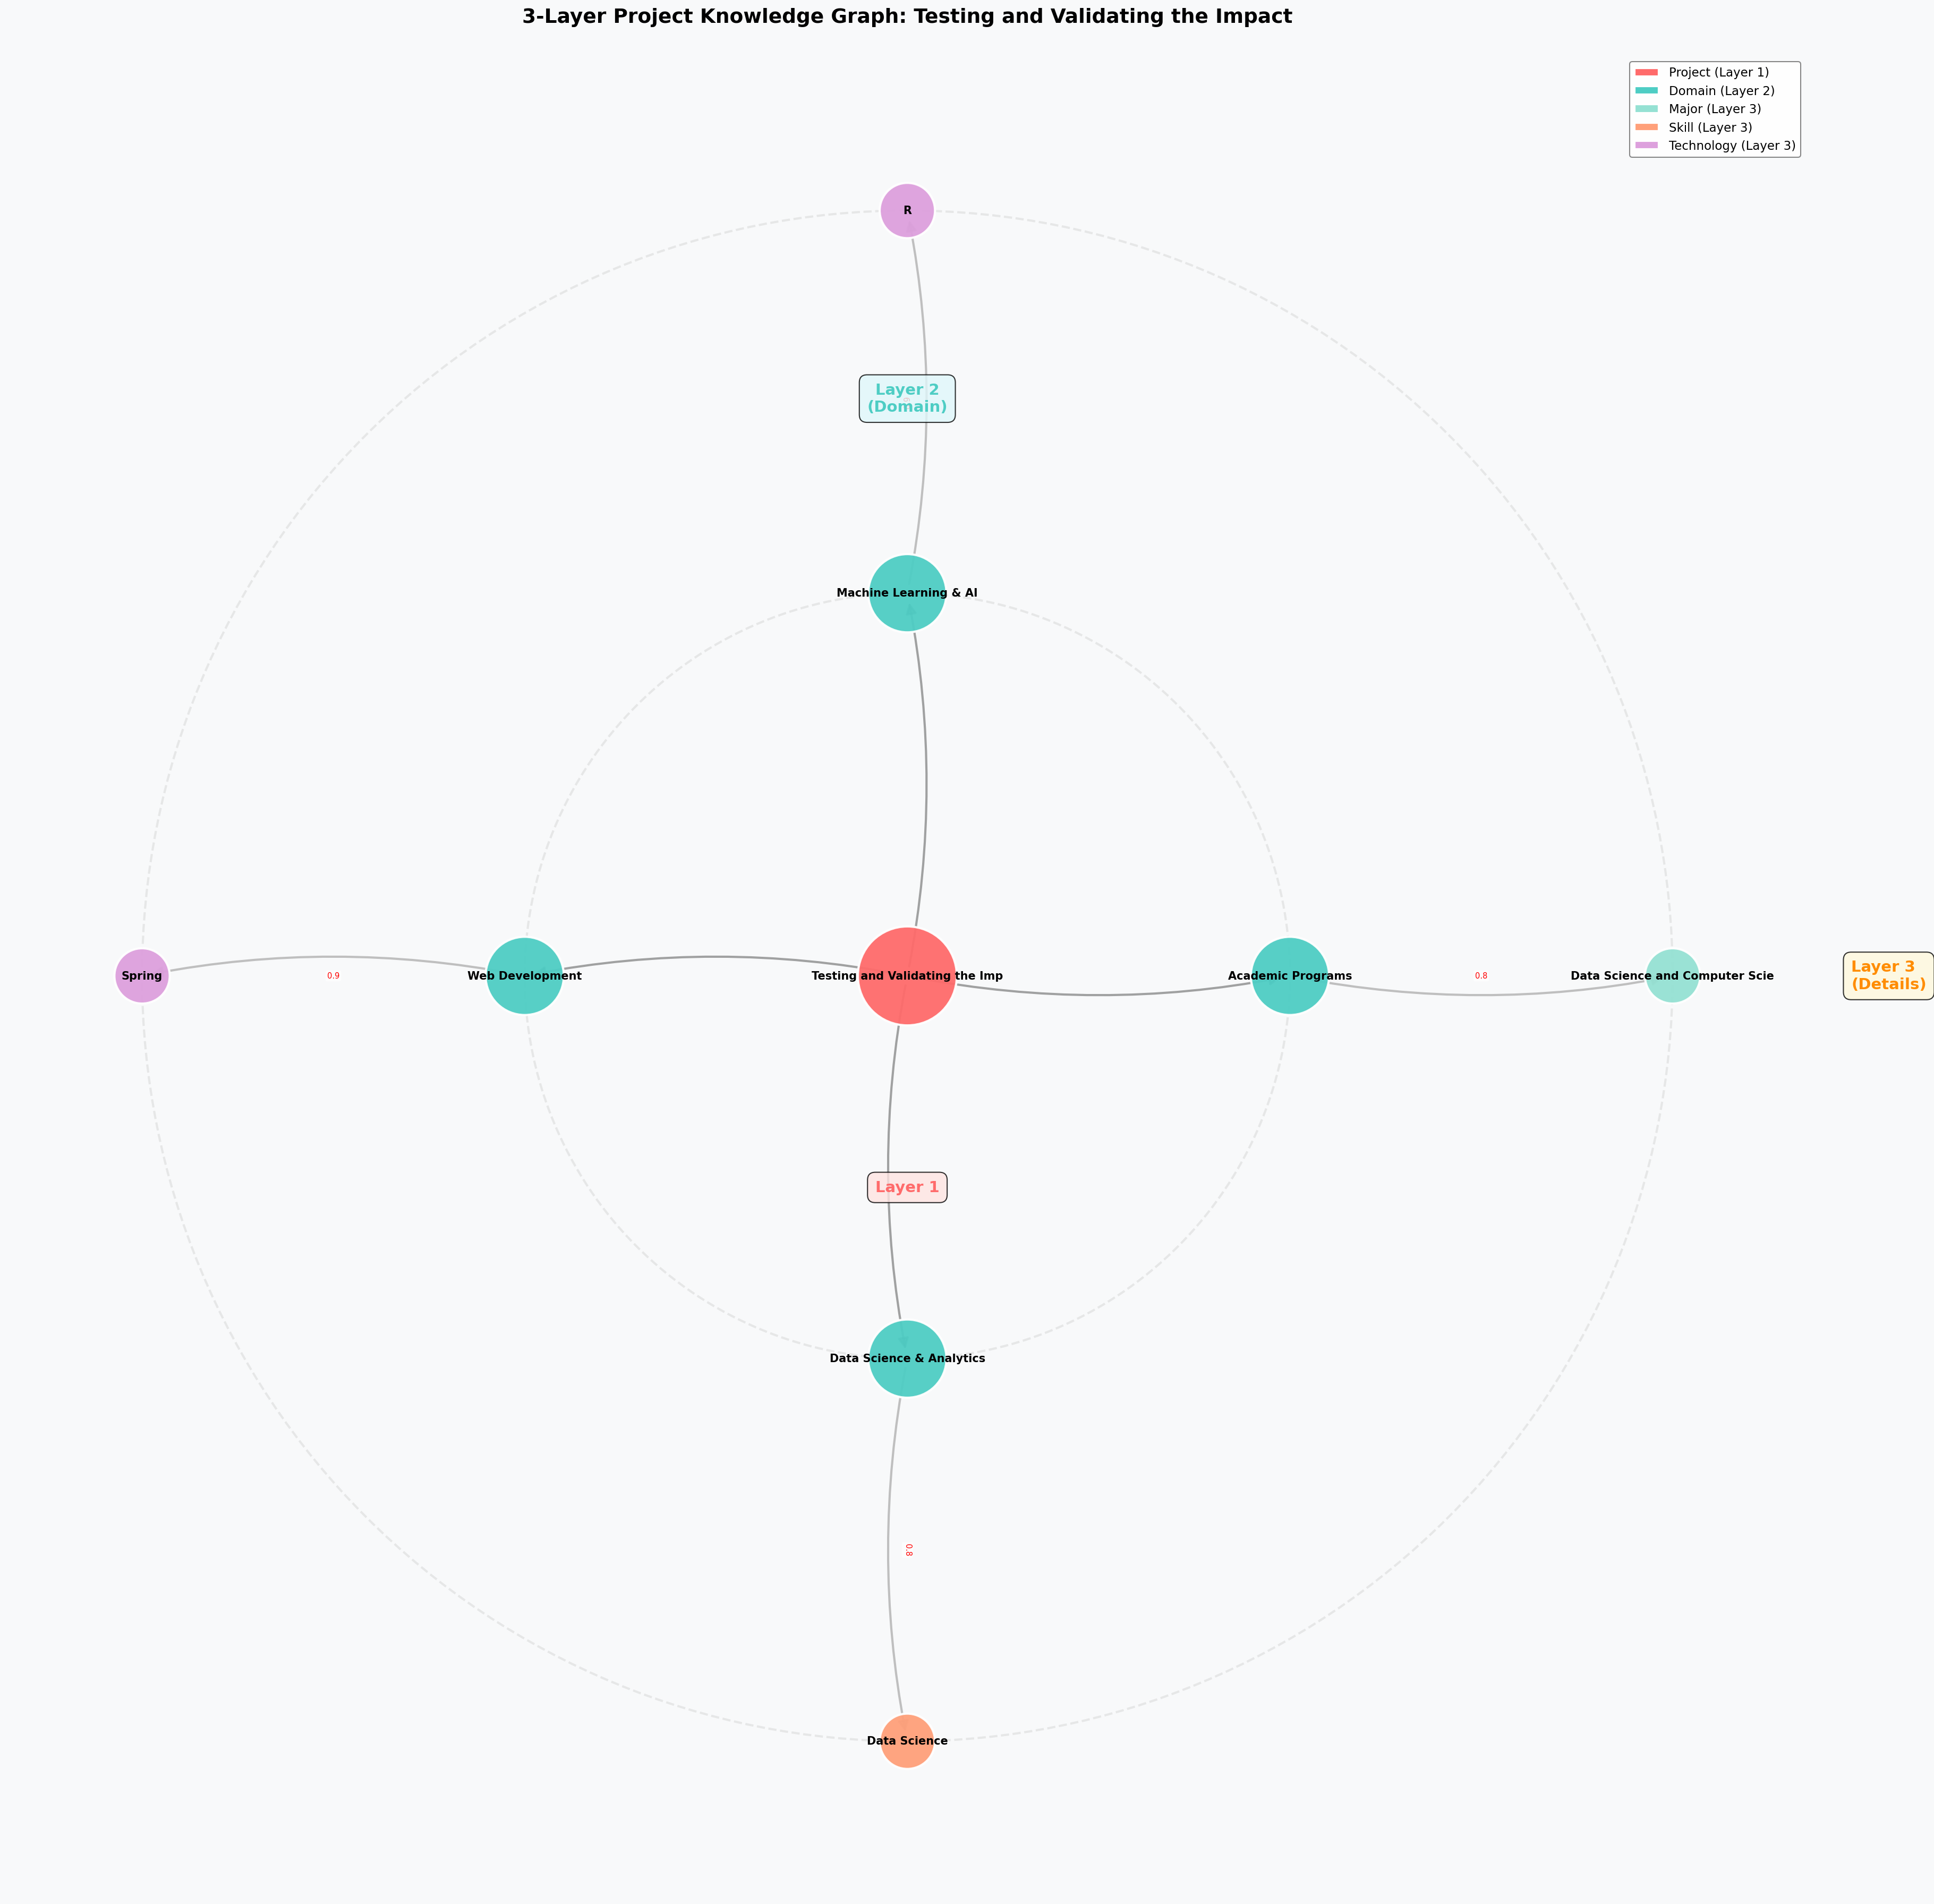 3-Layer Project Knowledge Graph: Testing and Validating the Impact
Project (Layer 1)
Domain (Layer 2)
Major (Layer 3)
Skill (Layer 3)
Technology (Layer 3)
R
Layer 2
(Domain)
Machine Learning & AI
Spring
0.9
Web Development
Testing and Validating the Imp
Academic Programs
0.8
Data Science and Computer Scie
Layer 3
(Details)
Layer 1
Data Science & Analytics
0.8
Data Science